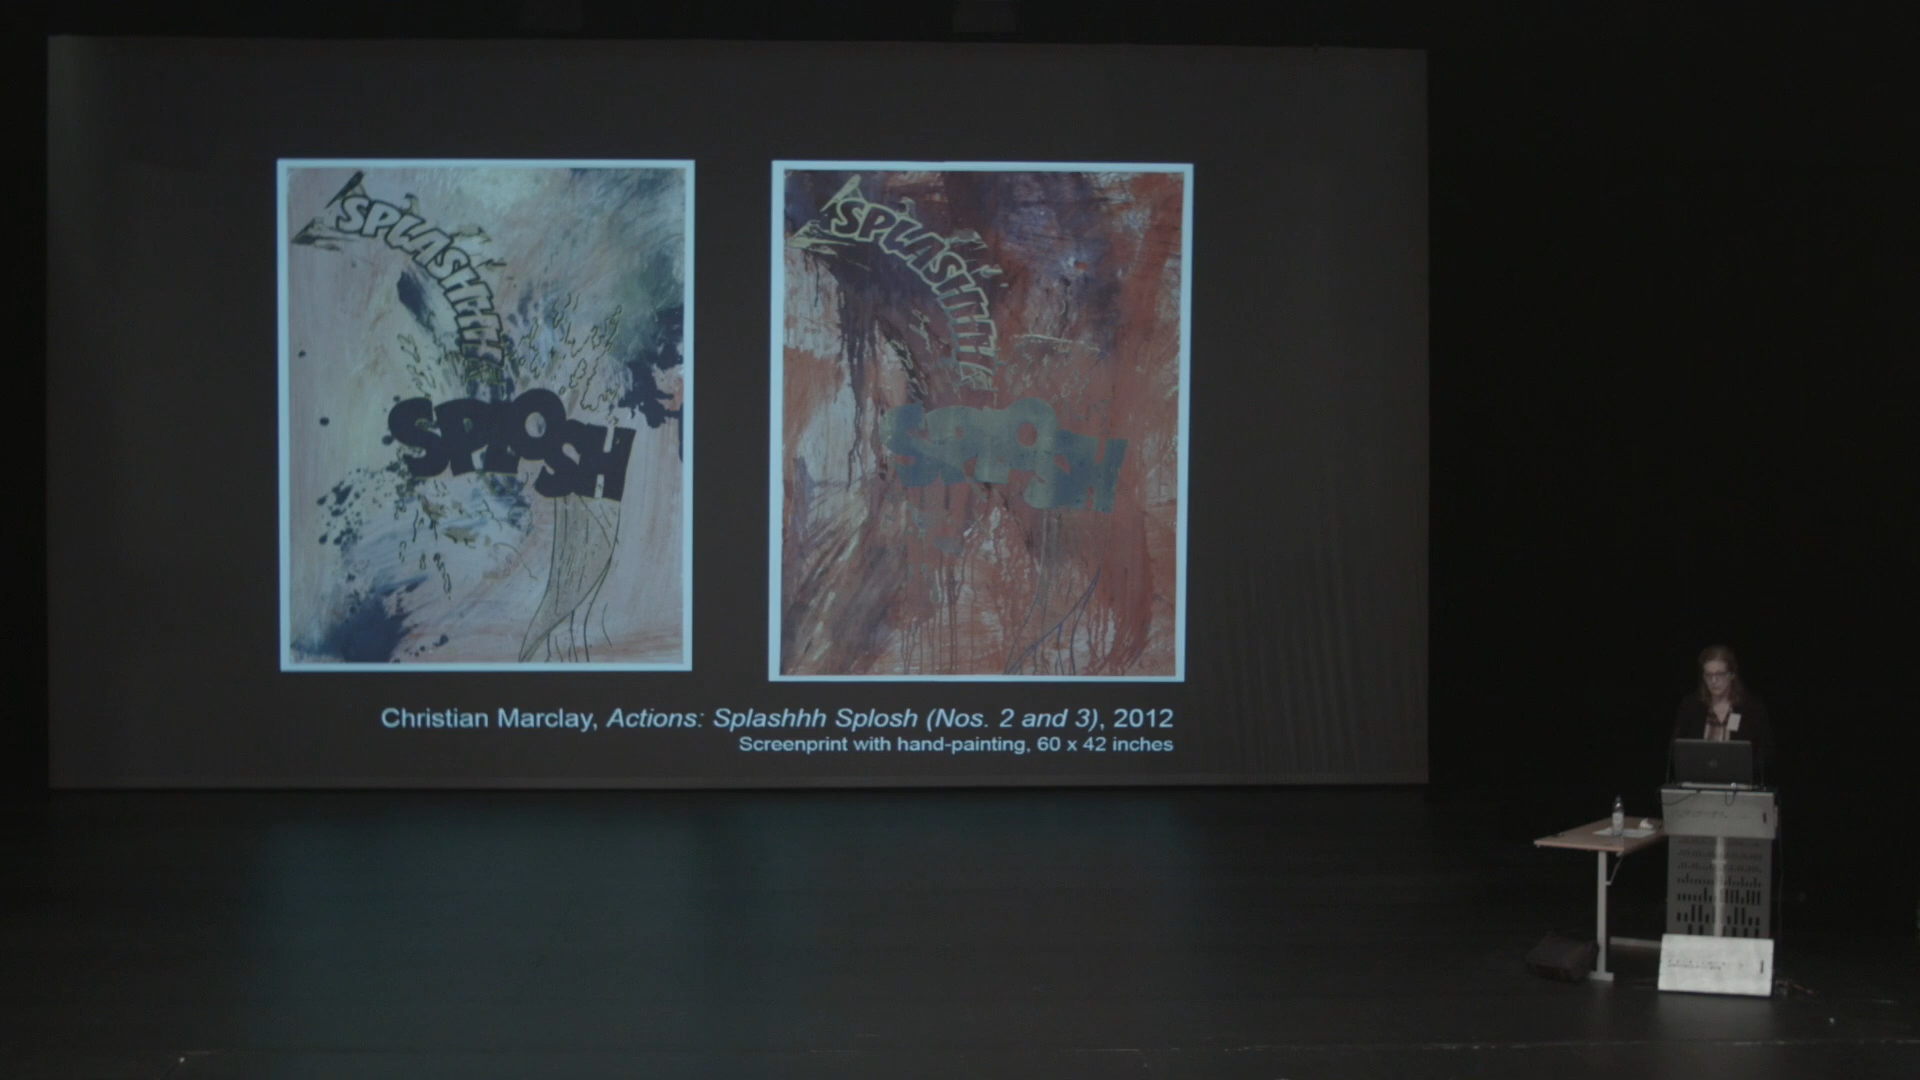 SPLASHHH
SPLOSH
SPLASHHH
SPLOSH
Christian Marclay, Actions: Splashhh Splosh (Nos. 2 and 3), 2012
Screenprint with hand-painting, 60 x 42 inches